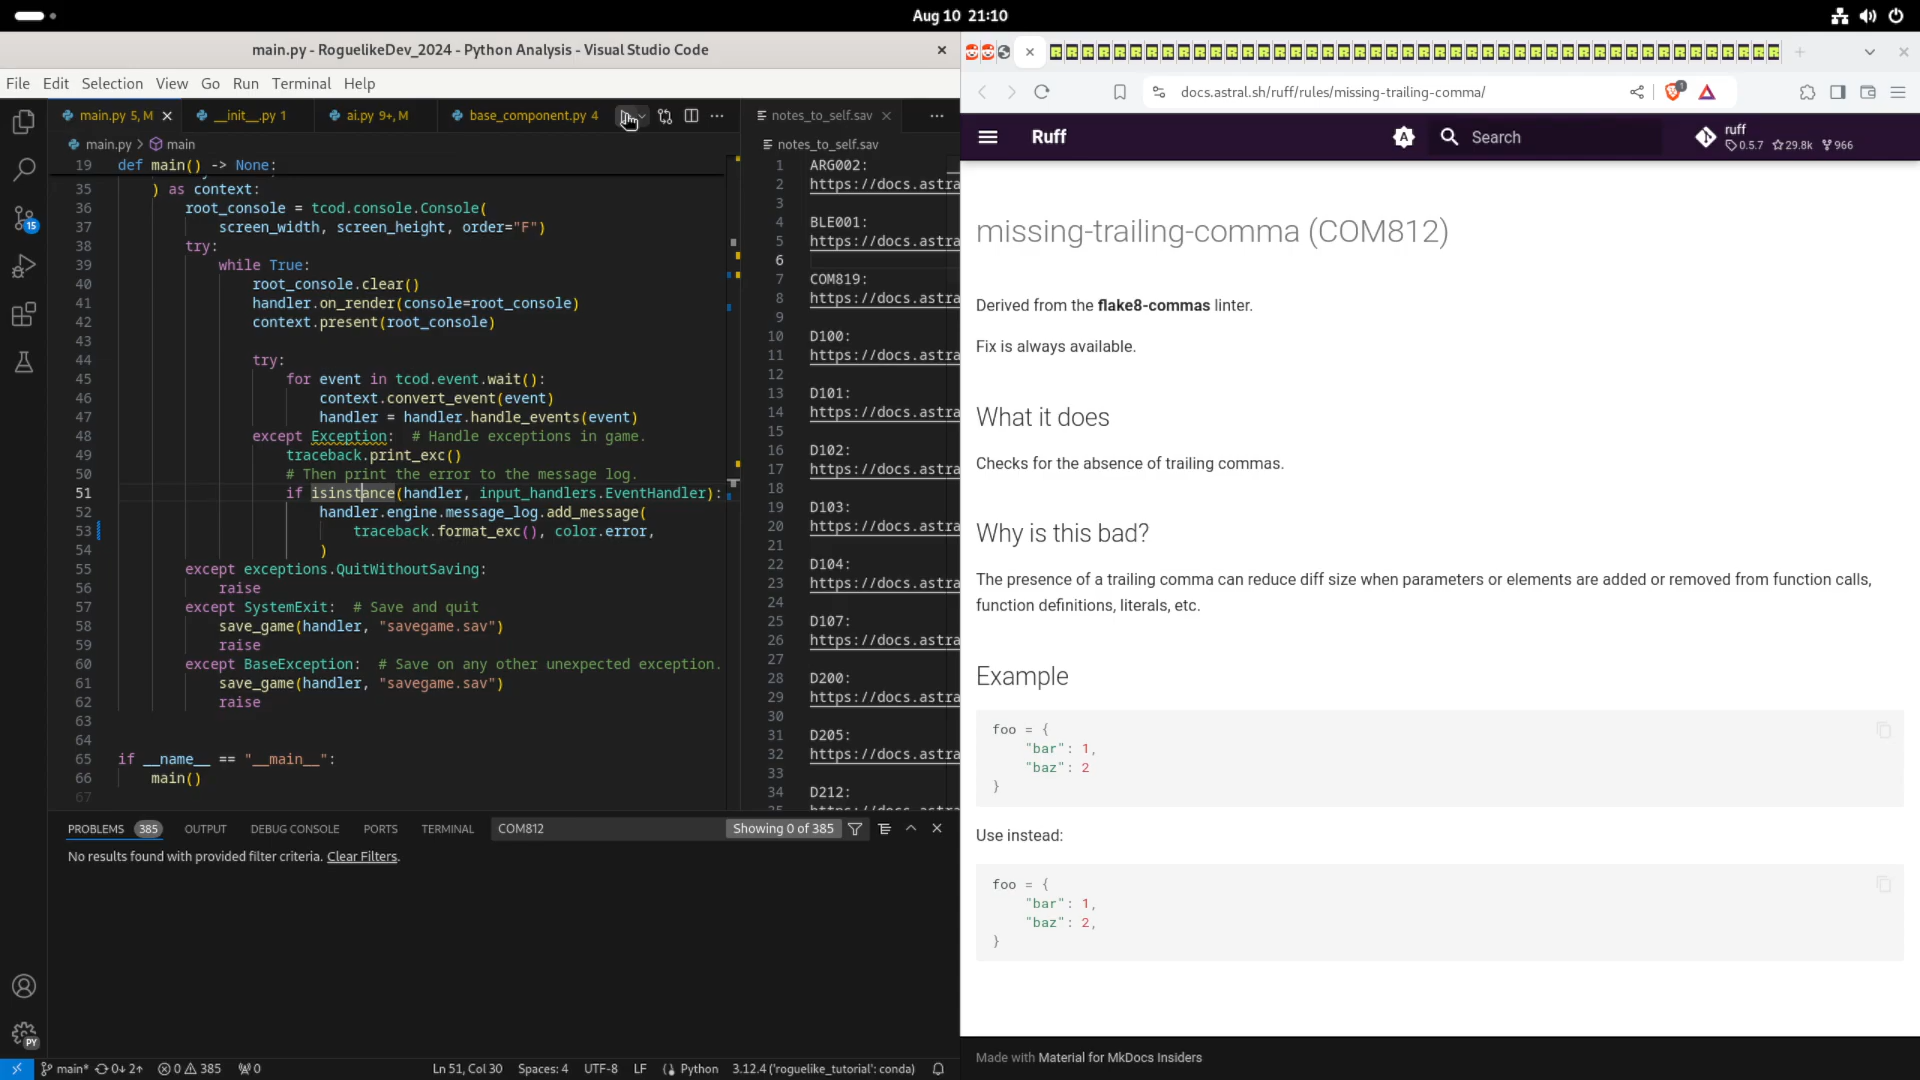 Aug 10 21:10
main.py - RoguelikeDev_2024 - Python Analysis - Visual Studio Code
File Edit Selection View Go Run Terminal Help
main.py 5, M
__init__.py 1
ai.py 9+, M
base_component.py 4
main.py > main
19 def main() -> None:
35 ) as context:
36 root_console = tcod.console.Console(
37 screen_width, screen_height, order="F")
38 try:
39 while True:
40 root_console.clear()
41 handler.on_render(console=root_console)
42 context.present(root_console)
43
44 try:
45 for event in tcod.event.wait():
46 context.convert_event(event)
47 handler = handler.handle_events(event)
48 except Exception:  # Handle exceptions in game.
49 traceback.print_exc()
50 # Then print the error to the message log.
51 if isinstance(handler, input_handlers.EventHandler):
52 handler.engine.message_log.add_message(
53 traceback.format_exc(), color.error,
54 )
55 except exceptions.QuitWithoutSaving:
56 raise
57 except SystemExit:  # Save and quit
58 save_game(handler, "savegame.sav")
59 raise
60 except BaseException:  # Save on any other unexpected exception.
61 save_game(handler, "savegame.sav")
62 raise
63
64
65 if __name__ == "__main__":
66 main()
67
notes_to_self.sav
notes_to_self.sav
1 ARG002:
2 https://docs.astra
3
4 BLE001:
5 https://docs.astra
6
7 COM819:
8 https://docs.astra
9
10 D100:
11 https://docs.astra
12
13 D101:
14 https://docs.astra
15
16 D102:
17 https://docs.astra
18
19 D103:
20 https://docs.astra
21
22 D104:
23 https://docs.astra
24
25 D107:
26 https://docs.astra
27
28 D200:
29 https://docs.astra
30
31 D205:
32 https://docs.astra
33
34 D212:
PROBLEMS 385 OUTPUT DEBUG CONSOLE PORTS TERMINAL COM812 Showing 0 of 385
No results found with provided filter criteria. Clear Filters.
15
PY
main* 0↓ 2↑ 0 385 0 Ln 51, Col 30 Spaces: 4 UTF-8 LF Python 3.12.4 ('roguelike_tutorial': conda)
docs.astral.sh/ruff/rules/missing-trailing-comma/
1
Ruff
Search
ruff
0.5.7 29.8k 966
missing-trailing-comma (COM812)
Derived from the flake8-commas linter.
Fix is always available.
What it does
Checks for the absence of trailing commas.
Why is this bad?
The presence of a trailing comma can reduce diff size when parameters or elements are added or removed from function calls,
function definitions, literals, etc.
Example
foo = {
"bar": 1,
"baz": 2
}
Use instead:
foo = {
"bar": 1,
"baz": 2,
}
Made with Material for MkDocs Insiders